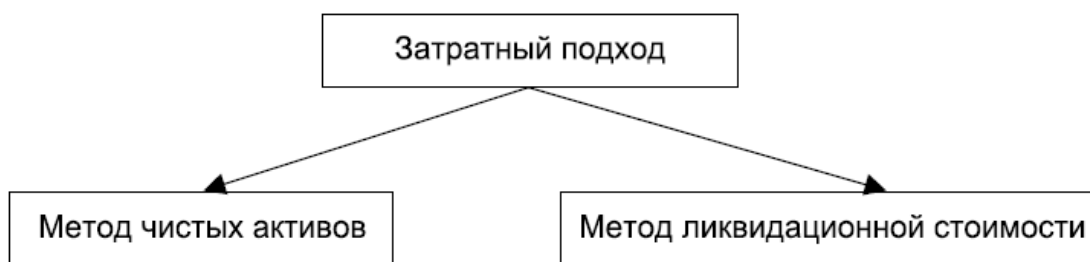 Затратный подход
Метод чистых активов
Метод ликвидационной стоимости